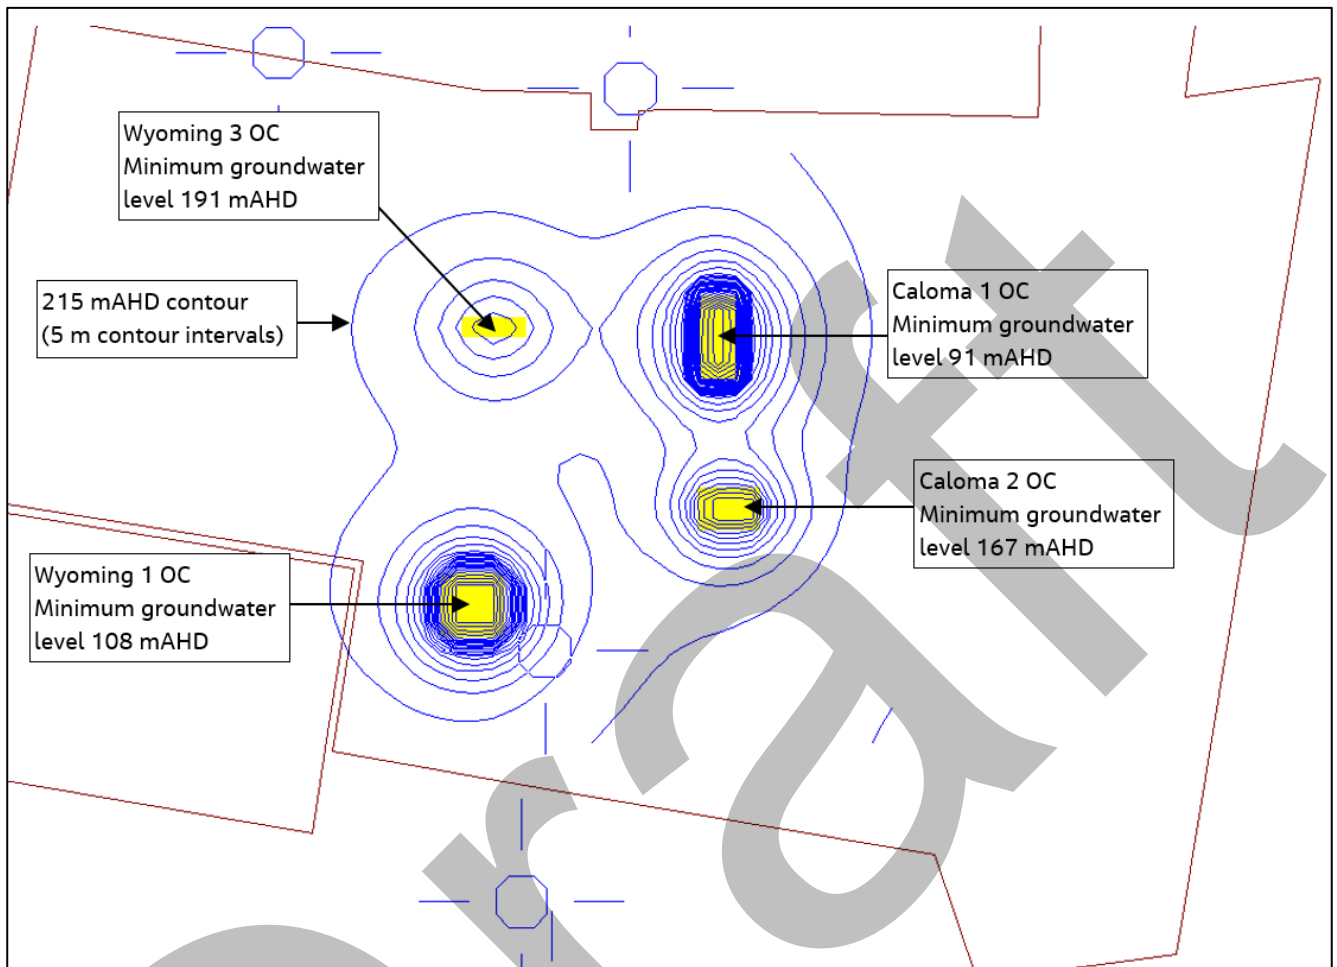 Wyoming 3 OC
Minimum groundwater
level 191 mAHD
215 mAHD contour
(5 m contour intervals)
Caloma 1 OC
Minimum groundwater
level 91 mAHD
Caloma 2 OC
Minimum groundwater
level 167 mAHD
Wyoming 1 OC
Minimum groundwater
level 108 mAHD
raft